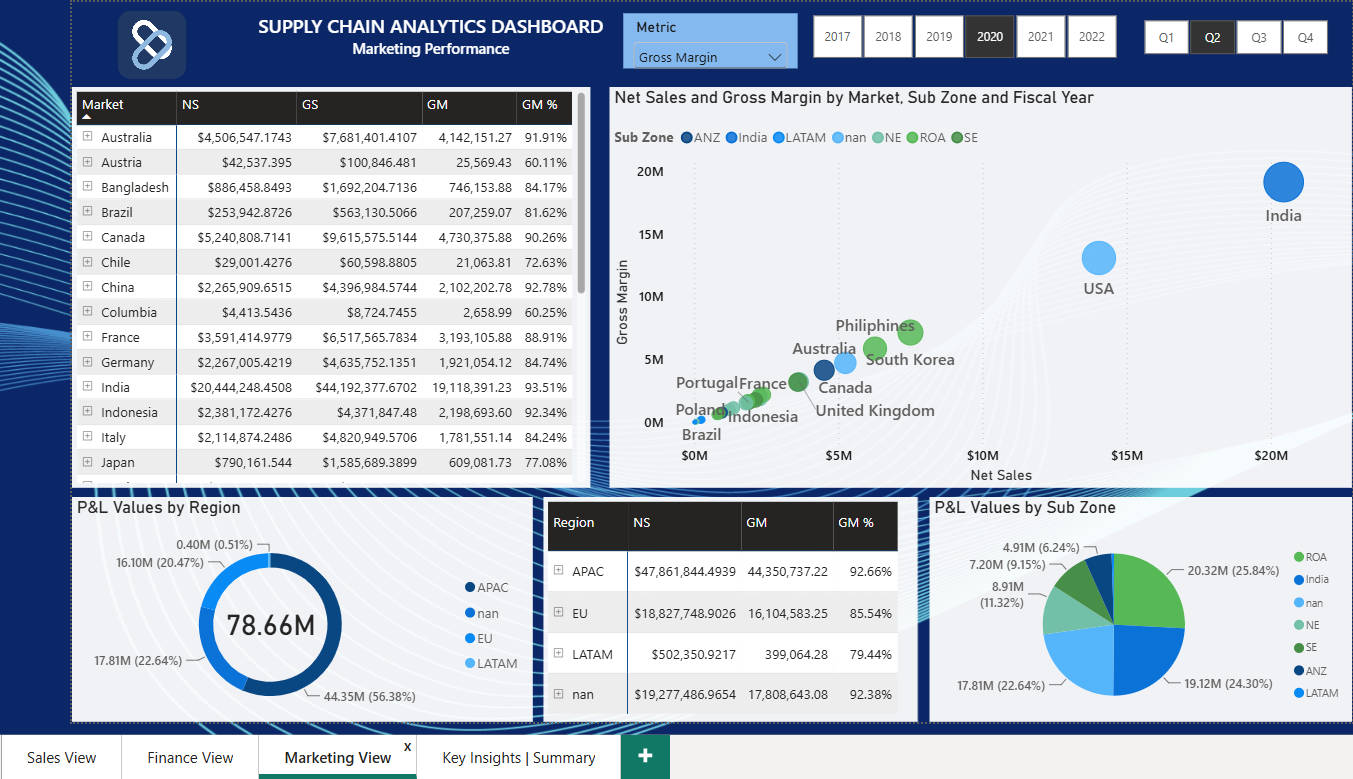 SUPPLY CHAIN ANALYTICS DASHBOARD
Marketing Performance
Metric
Gross Margin
2017 2018 2019 2020 2021 2022
Q1 Q2 Q3 Q4
Market NS GS GM GM %
Australia $4,506,547.1743 $7,681,401.4107 4,142,151.27 91.91%
Austria $42,537.395 $100,846.481 25,569.43 60.11%
Bangladesh $886,458.8493 $1,692,204.7136 746,153.88 84.17%
Brazil $253,942.8726 $563,130.5066 207,259.07 81.62%
Canada $5,240,808.7141 $9,615,575.5144 4,730,375.88 90.26%
Chile $29,001.4276 $60,598.8805 21,063.81 72.63%
China $2,265,909.6515 $4,396,984.5744 2,102,202.78 92.78%
Columbia $4,413.5436 $8,724.7455 2,658.99 60.25%
France $3,591,414.9779 $6,517,565.7834 3,193,105.88 88.91%
Germany $2,267,005.4219 $4,635,752.1351 1,921,054.12 84.74%
India $20,444,248.4508 $44,192,377.6702 19,118,391.23 93.51%
Indonesia $2,381,172.4276 $4,371,847.48 2,198,693.60 92.34%
Italy $2,114,874.2486 $4,820,949.5706 1,781,551.14 84.24%
Japan $790,161.544 $1,585,689.3899 609,081.73 77.08%
Net Sales and Gross Margin by Market, Sub Zone and Fiscal Year
Sub Zone ANZ India LATAM nan NE ROA SE
20M
15M
10M
5M
0M
Gross Margin
India
USA
Philiphines
Australia
South Korea
Portugal France Canada
Poland Indonesia United Kingdom
Brazil
$0M $5M $10M $15M $20M
Net Sales
P&L Values by Region
0.40M (0.51%)
16.10M (20.47%)
78.66M
17.81M (22.64%)
44.35M (56.38%)
APAC
nan
EU
LATAM
Region NS GM GM %
APAC $47,861,844.4939 44,350,737.22 92.66%
EU $18,827,748.9026 16,104,583.25 85.54%
LATAM $502,350.9217 399,064.28 79.44%
nan $19,277,486.9654 17,808,643.08 92.38%
P&L Values by Sub Zone
4.91M (6.24%)
7.20M (9.15%)
8.91M
(11.32%)
17.81M (22.64%)
20.32M (25.84%)
19.12M (24.30%)
ROA
India
nan
NE
SE
ANZ
LATAM
Sales View Finance View Marketing View x Key Insights | Summary +